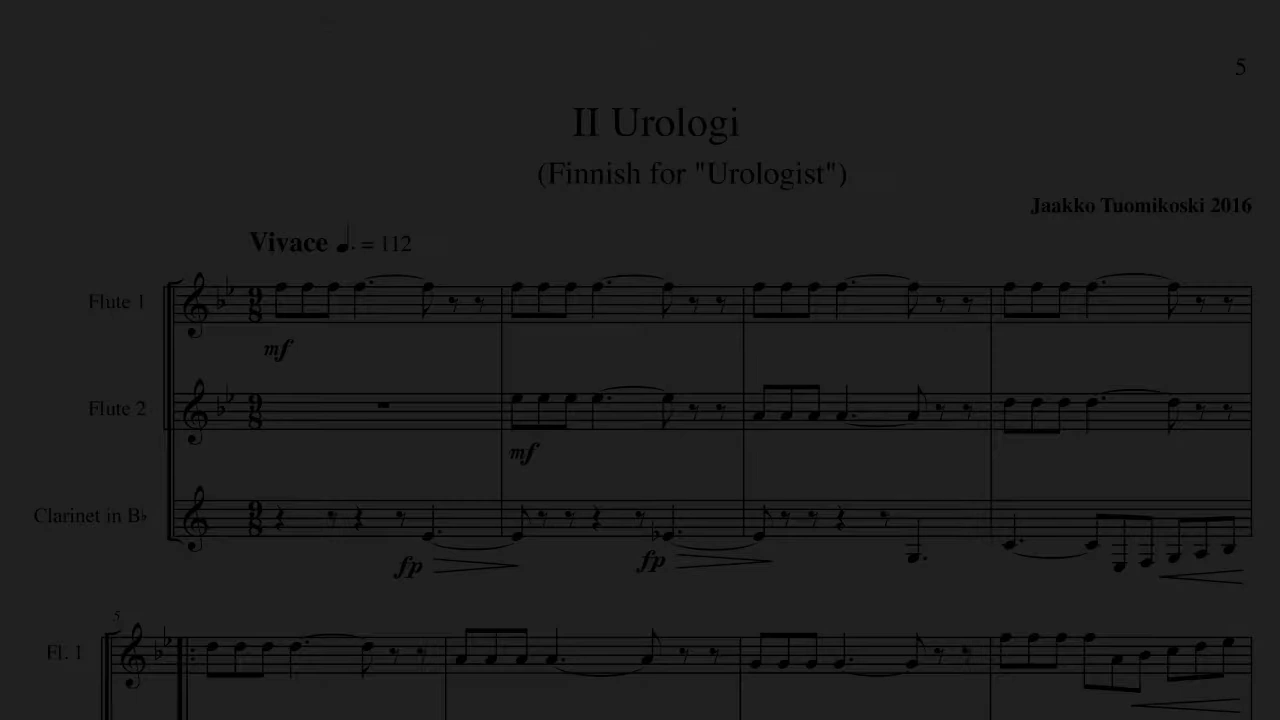 5
II Urologi
(Finnish for "Urologist")
Jaakko Tuomikoski 2016
Vivace ♩. = 112
Flute 1
mf
Flute 2
mf
Clarinet in B♭
fp fp
5
Fl. 1